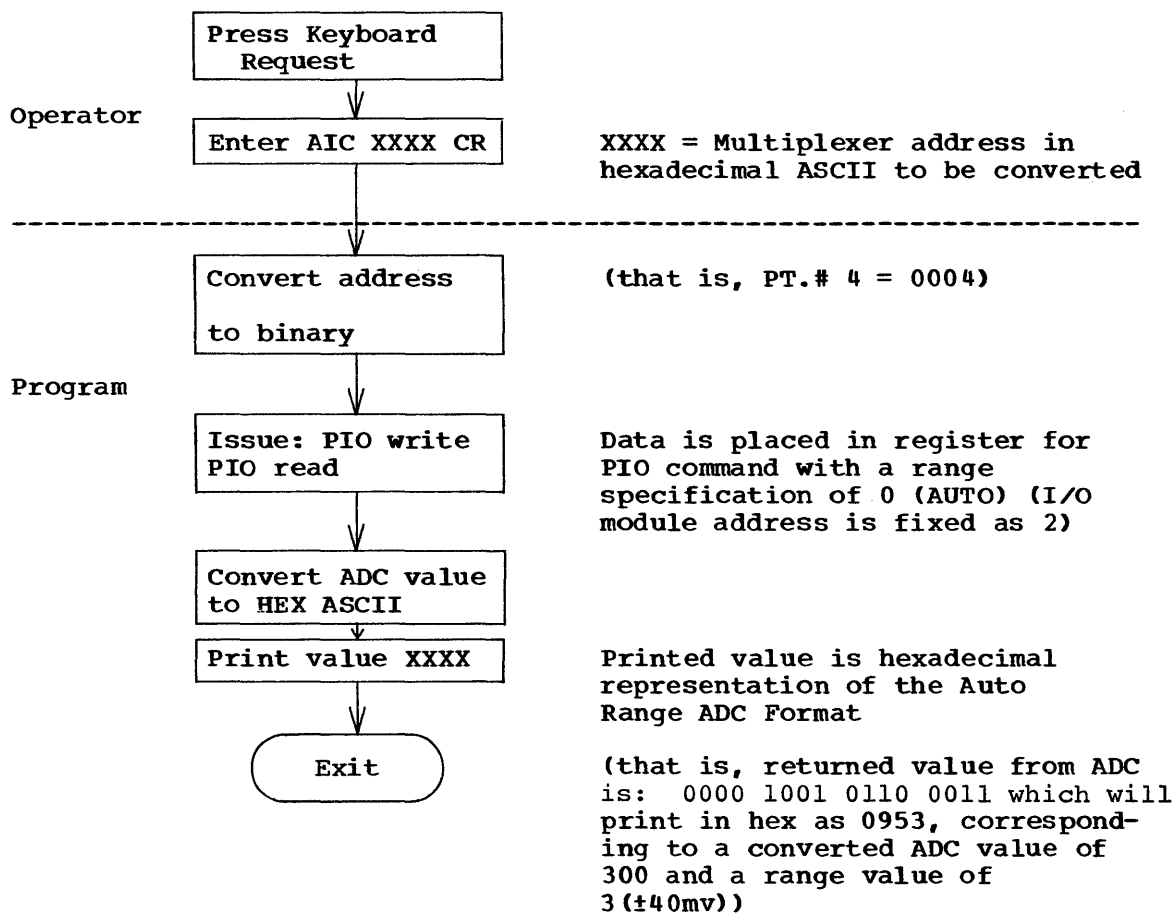 Press Keyboard
Request
Operator
Enter AIC XXXX CR
XXXX = Multiplexer address in
hexadecimal ASCII to be converted
Convert address
to binary
(that is, PT.# 4 = 0004)
Program
Issue: PIO write
PIO read
Data is placed in register for
PIO command with a range
specification of 0 (AUTO) (I/O
module address is fixed as 2)
Convert ADC value
to HEX ASCII
Print value XXXX
Printed value is hexadecimal
representation of the Auto
Range ADC Format
Exit
(that is, returned value from ADC
is: 0000 1001 0110 0011 which will
print in hex as 0953, correspond-
ing to a converted ADC value of
300 and a range value of
3(±40mv))